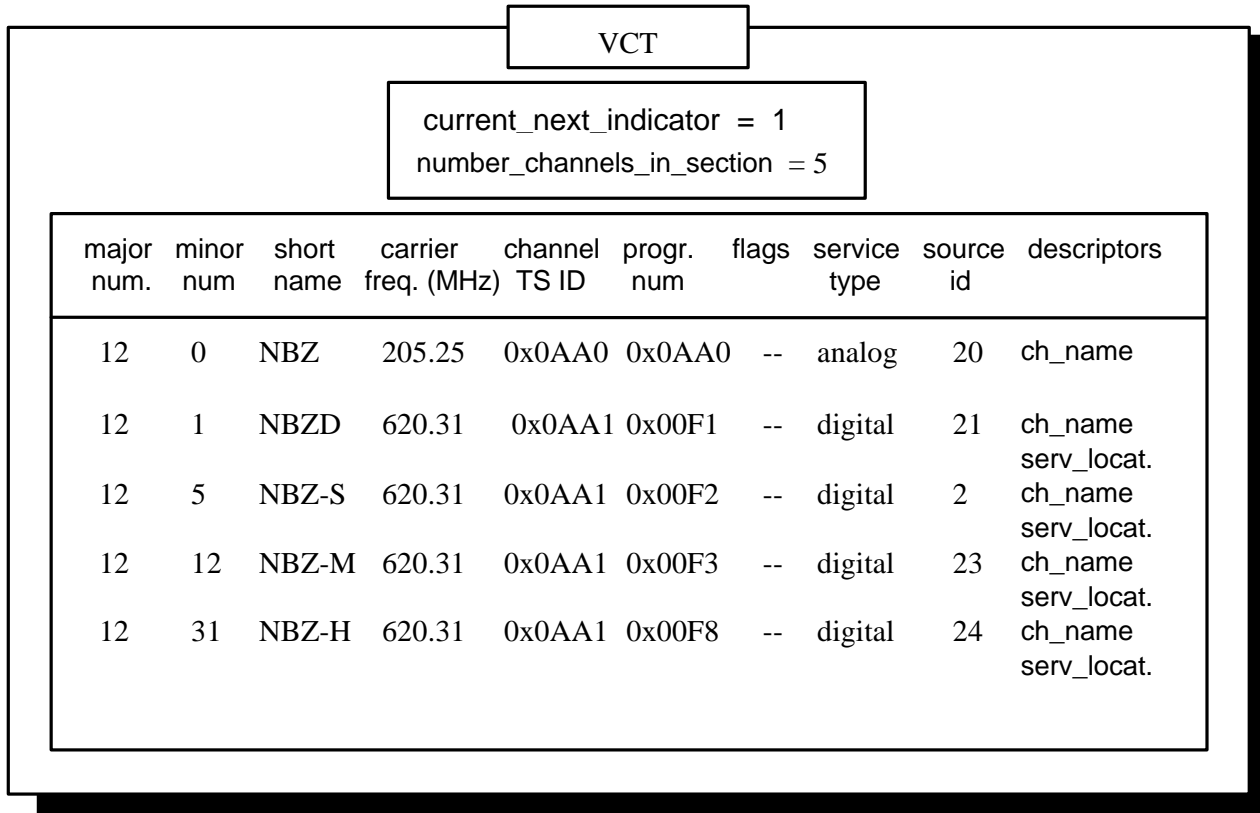 VCT
current_next_indicator = 1
number_channels_in_section = 5
major minor short carrier channel progr. flags service source descriptors
num. num name freq. (MHz) TS ID num type id
12 0 NBZ 205.25 0x0AA0 0x0AA0 -- analog 20 ch_name
12 1 NBZD 620.31 0x0AA1 0x00F1 -- digital 21 ch_name
serv_locat.
12 5 NBZ-S 620.31 0x0AA1 0x00F2 -- digital 2 ch_name
serv_locat.
12 12 NBZ-M 620.31 0x0AA1 0x00F3 -- digital 23 ch_name
serv_locat.
12 31 NBZ-H 620.31 0x0AA1 0x00F8 -- digital 24 ch_name
serv_locat.